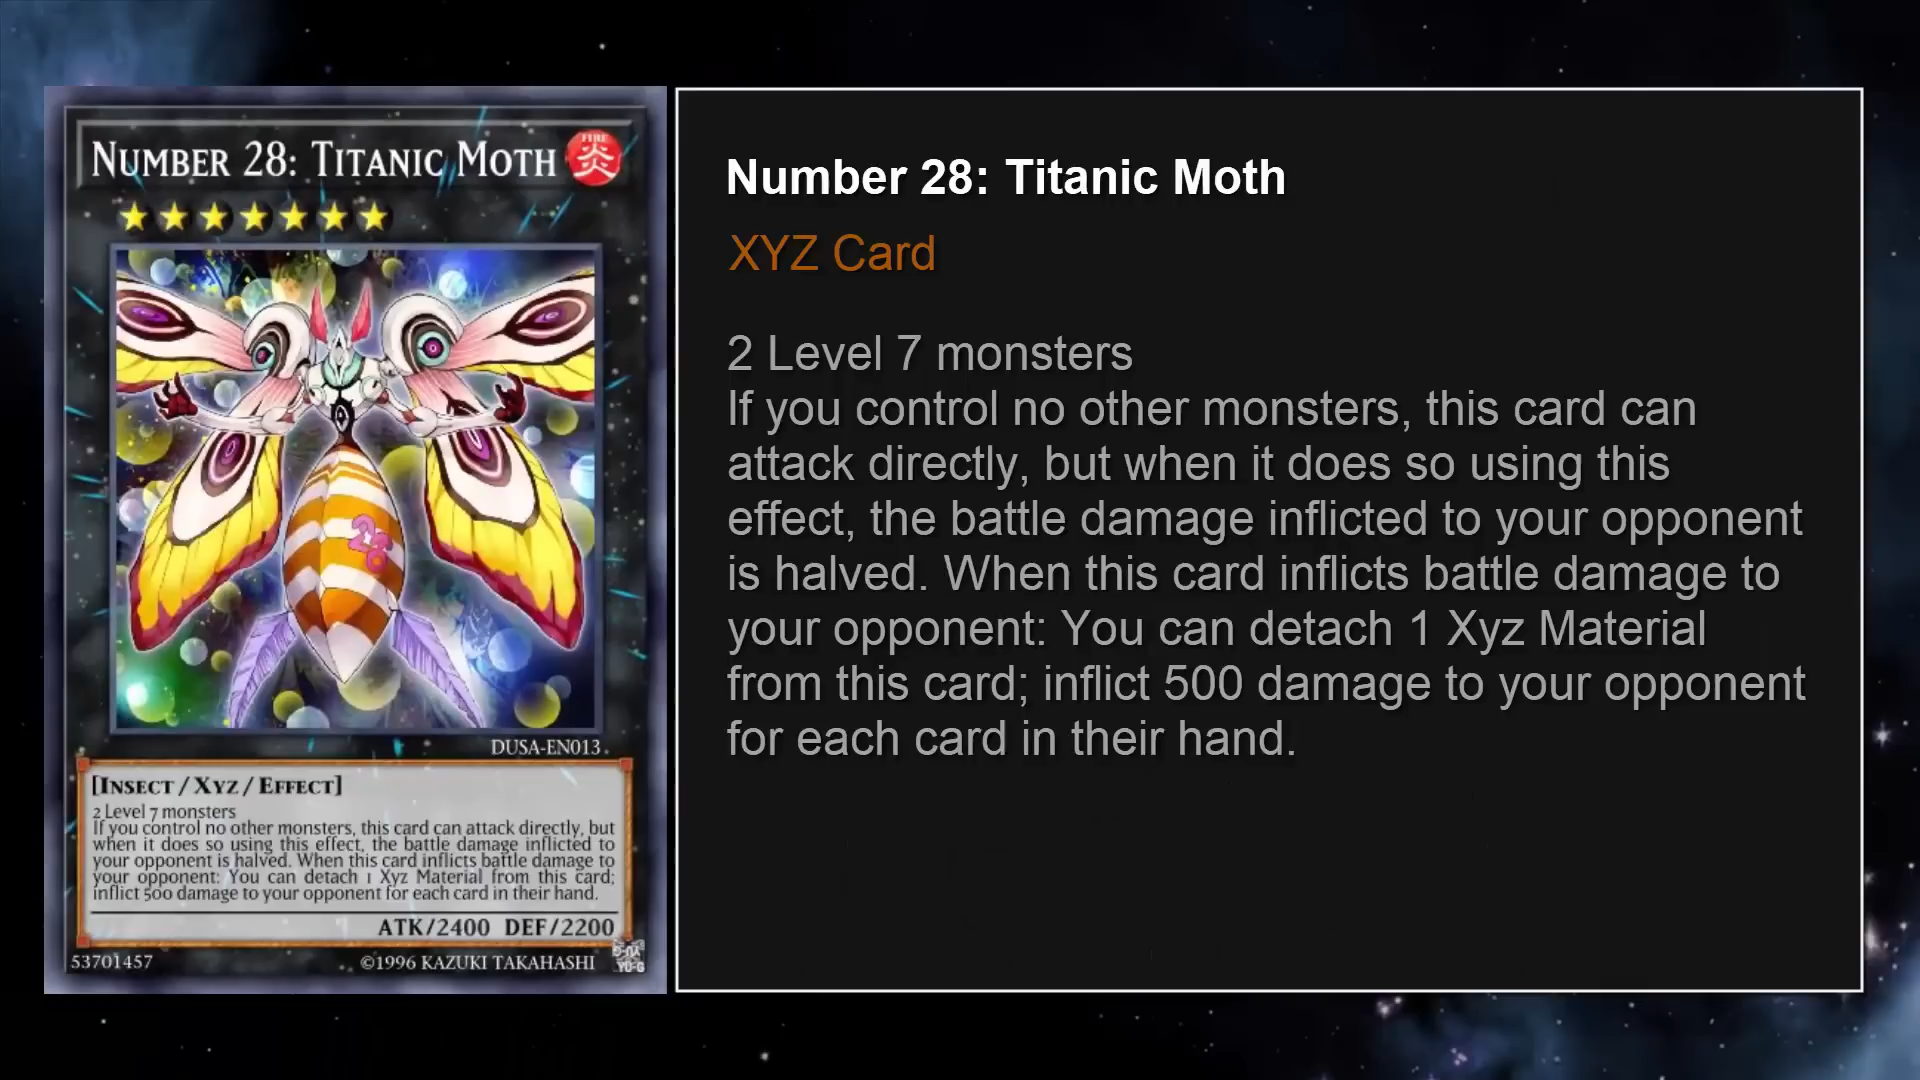 Number 28: Titanic Moth
FIRE
炎
28
DUSA-EN013
[Insect / Xyz / Effect]
2 Level 7 monsters
If you control no other monsters, this card can attack directly, but
when it does so using this effect, the battle damage inflicted to
your opponent is halved. When this card inflicts battle damage to
your opponent: You can detach 1 Xyz Material from this card;
inflict 500 damage to your opponent for each card in their hand.
ATK/2400 DEF/2200
53701457
©1996 KAZUKI TAKAHASHI
Number 28: Titanic Moth
XYZ Card
2 Level 7 monsters
If you control no other monsters, this card can
attack directly, but when it does so using this
effect, the battle damage inflicted to your opponent
is halved. When this card inflicts battle damage to
your opponent: You can detach 1 Xyz Material
from this card; inflict 500 damage to your opponent
for each card in their hand.